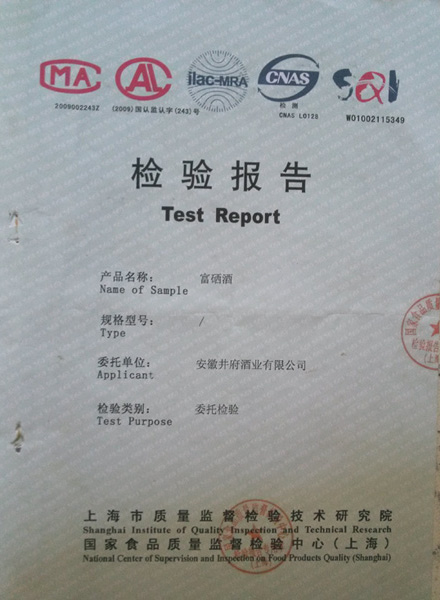 MA
AL
ilac-MRA
CNAS
SQI
2009002243Z
(2009)国认监认字(243)号
检测
CNAS L0128
W01002115349
检验报告
Test Report
产品名称： 富硒酒
Name of Sample
规格型号： /
Type
委托单位： 安徽井府酒业有限公司
Applicant
检验类别： 委托检验
Test Purpose
上海市质量监督检验技术研究院
Shanghai Institute of Quality Inspection and Technical Research
国家食品质量监督检验中心(上海)
National Center of Supervision and Inspection on Food Products Quality (Shanghai)